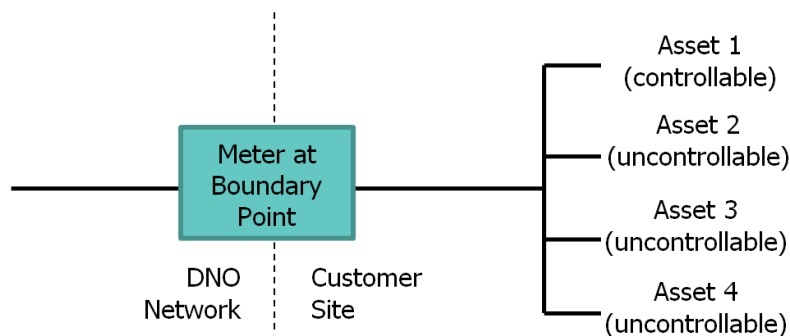 Asset 1
(controllable)
Asset 2
(uncontrollable)
Meter at
Boundary
Point
Asset 3
(uncontrollable)
DNO
Network
Customer
Site
Asset 4
(uncontrollable)